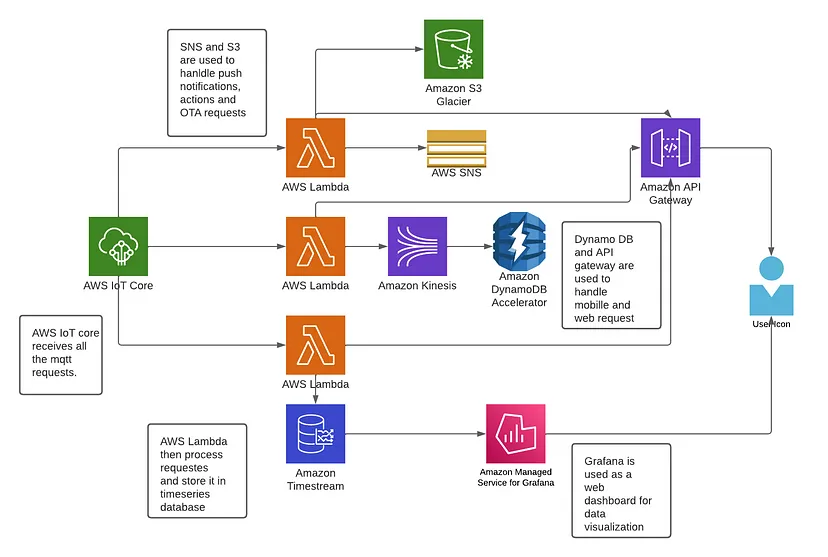 SNS and S3
are used to
hanldle push
notifications,
actions and
OTA requests
Amazon S3
Glacier
AWS Lambda
AWS SNS
Amazon API
Gateway
AWS IoT Core
AWS Lambda
Amazon Kinesis
Amazon
DynamoDB
Accelerator
Dynamo DB
and API
gateway are
used to
handle
mobille and
web request
User Icon
AWS IoT core
receives all
the mqtt
requests.
AWS Lambda
AWS Lambda
then process
requestes
and store it in
timeseries
database
Amazon
Timestream
Amazon Managed
Service for Grafana
Grafana is
used as a
web
dashboard for
data
visualization